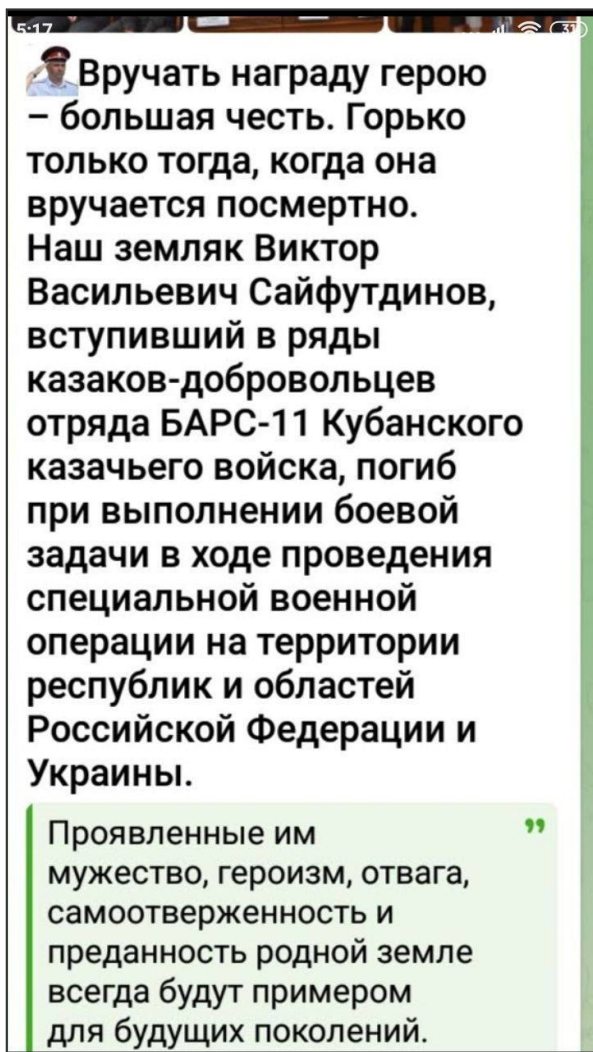 5:17
31
Вручать награду герою
– большая честь. Горько
только тогда, когда она
вручается посмертно.
Наш земляк Виктор
Васильевич Сайфутдинов,
вступивший в ряды
казаков-добровольцев
отряда БАРС-11 Кубанского
казачьего войска, погиб
при выполнении боевой
задачи в ходе проведения
специальной военной
операции на территории
республик и областей
Российской Федерации и
Украины.
Проявленные им
мужество, героизм, отвага,
самоотверженность и
преданность родной земле
всегда будут примером
для будущих поколений.